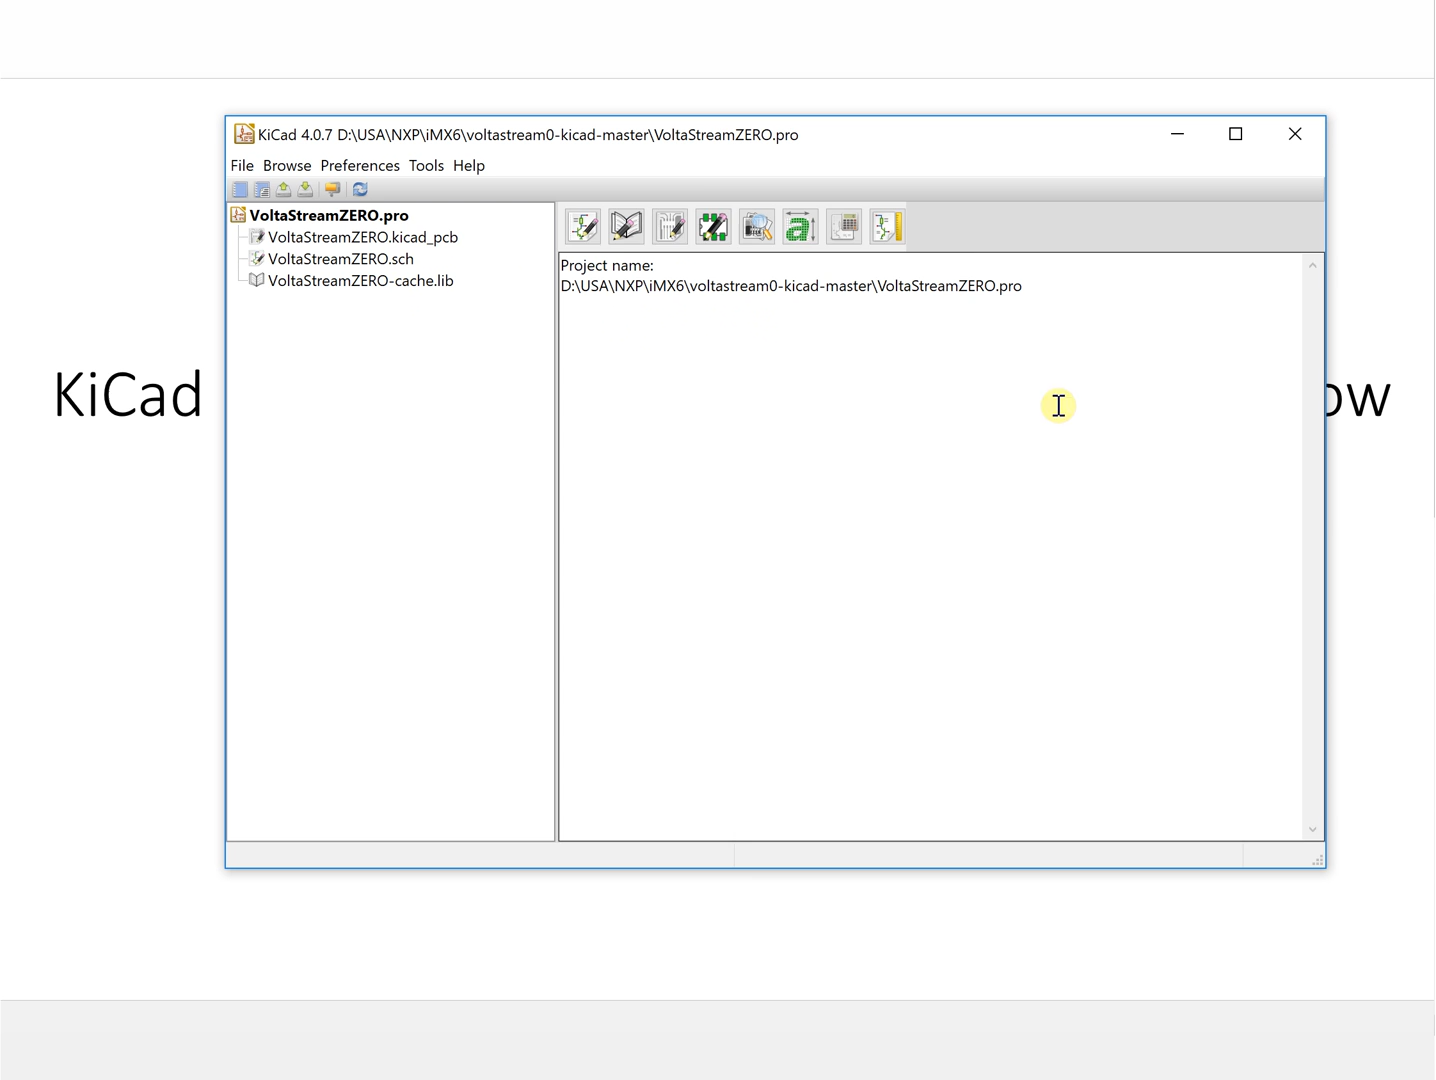 KiCad 4.0.7 D:\USA\NXP\iMX6\voltastream0-kicad-master\VoltaStreamZERO.pro
File Browse Preferences Tools Help
VoltaStreamZERO.pro
VoltaStreamZERO.kicad_pcb
VoltaStreamZERO.sch
VoltaStreamZERO-cache.lib
Project name:
D:\USA\NXP\iMX6\voltastream0-kicad-master\VoltaStreamZERO.pro
KiCad